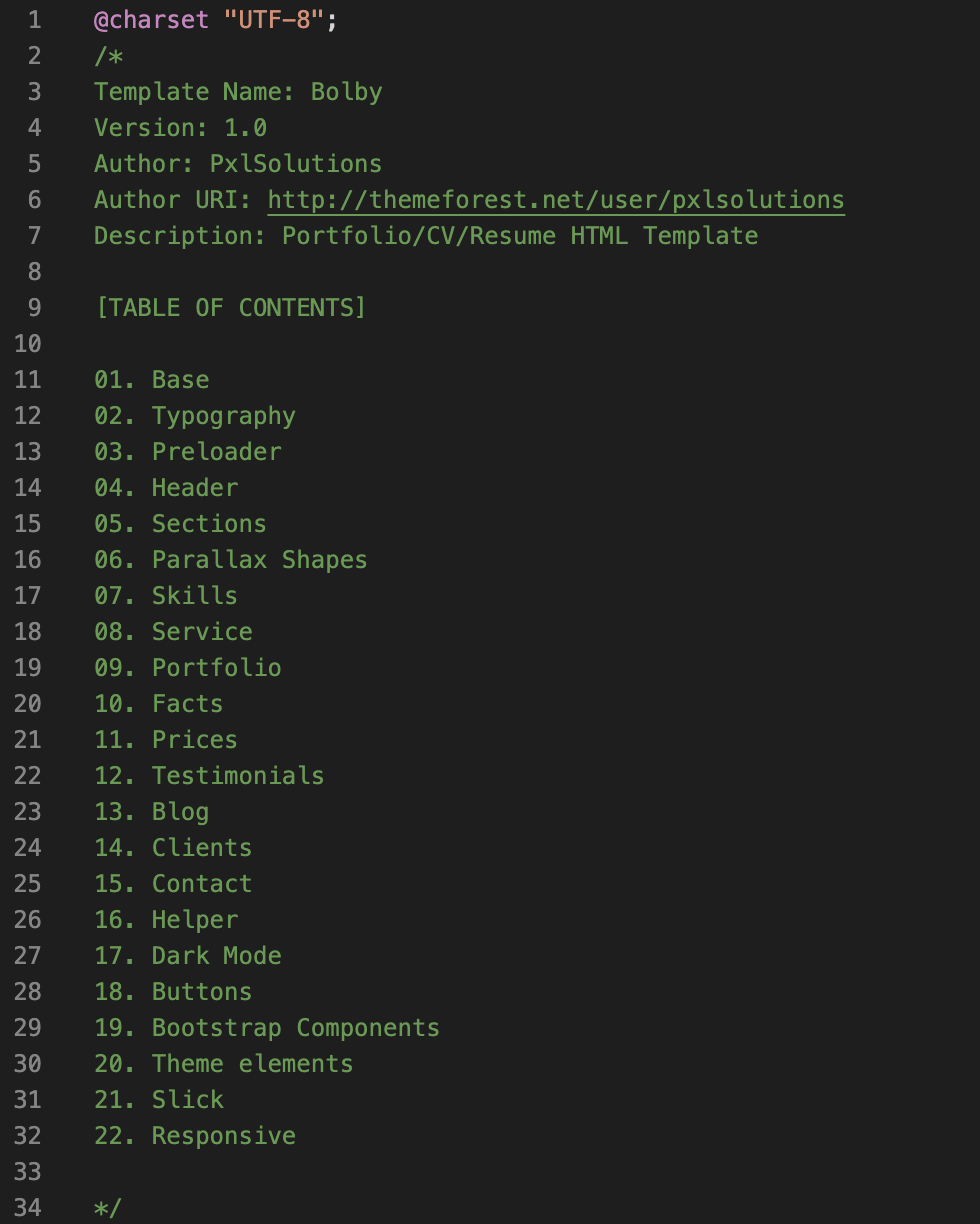 1 @charset "UTF-8";
2 /*
3 Template Name: Bolby
4 Version: 1.0
5 Author: PxlSolutions
6 Author URI: http://themeforest.net/user/pxlsolutions
7 Description: Portfolio/CV/Resume HTML Template
8
9 [TABLE OF CONTENTS]
10
11 01. Base
12 02. Typography
13 03. Preloader
14 04. Header
15 05. Sections
16 06. Parallax Shapes
17 07. Skills
18 08. Service
19 09. Portfolio
20 10. Facts
21 11. Prices
22 12. Testimonials
23 13. Blog
24 14. Clients
25 15. Contact
26 16. Helper
27 17. Dark Mode
28 18. Buttons
29 19. Bootstrap Components
30 20. Theme elements
31 21. Slick
32 22. Responsive
33
34 */